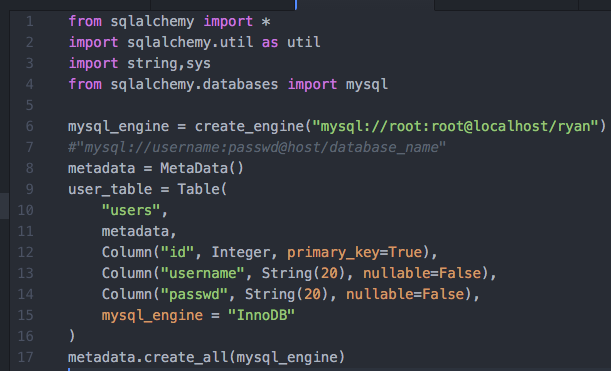 1 from sqlalchemy import *
2 import sqlalchemy.util as util
3 import string,sys
4 from sqlalchemy.databases import mysql
5
6 mysql_engine = create_engine("mysql://root:root@localhost/ryan")
7 #"mysql://username:passwd@host/database_name"
8 metadata = MetaData()
9 user_table = Table(
10     "users",
11     metadata,
12     Column("id", Integer, primary_key=True),
13     Column("username", String(20), nullable=False),
14     Column("passwd", String(20), nullable=False),
15     mysql_engine = "InnoDB"
16 )
17 metadata.create_all(mysql_engine)